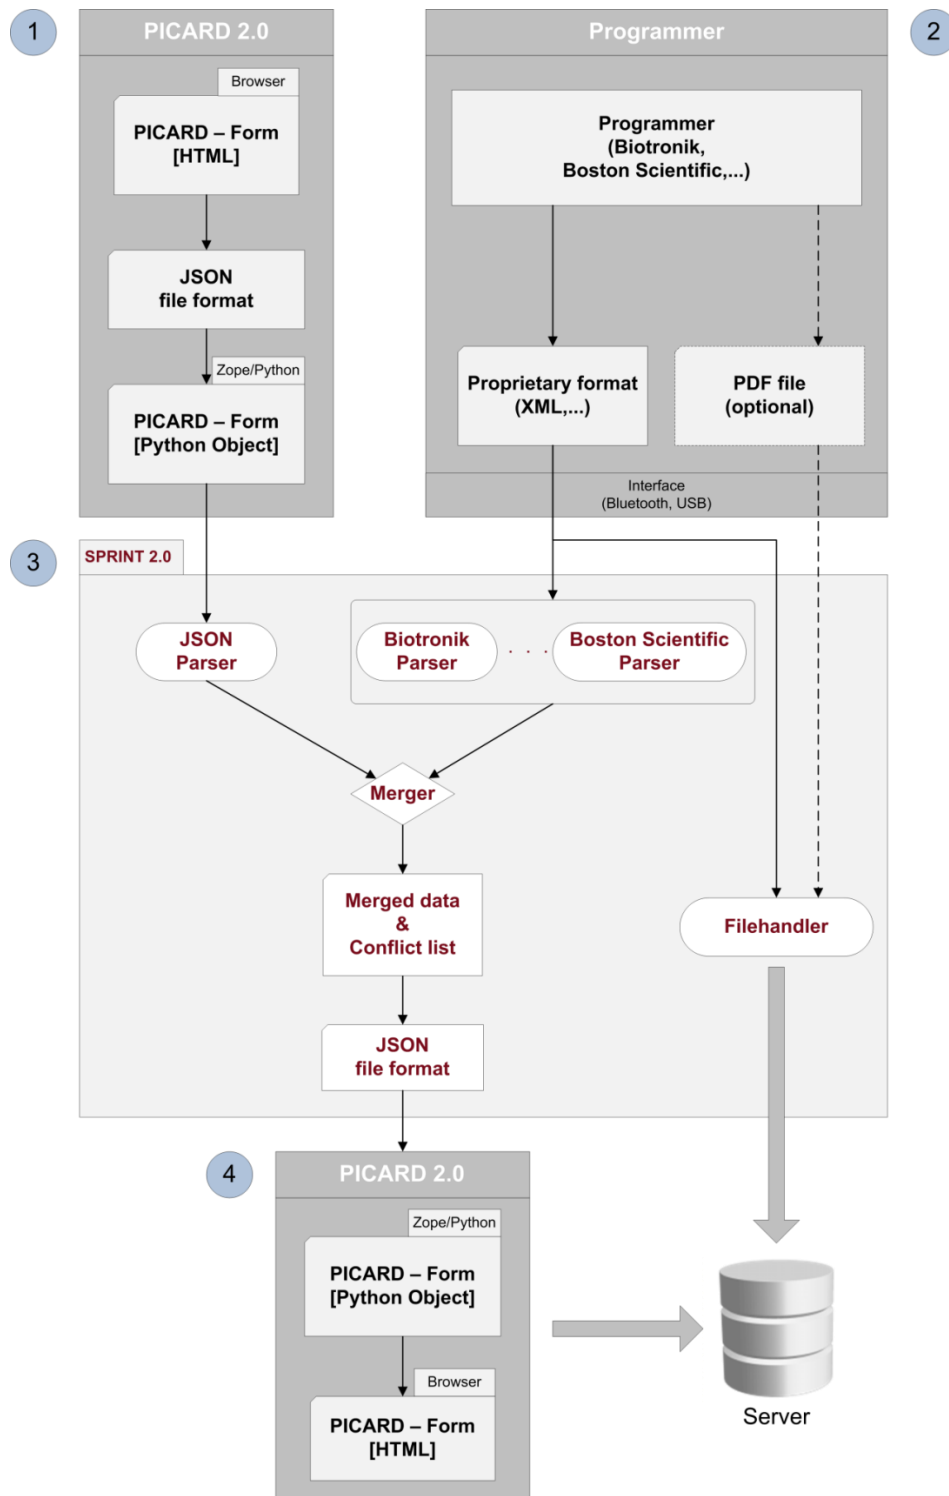 1
PICARD 2.0
Browser
PICARD – Form
[HTML]
JSON
file format
Zope/Python
PICARD – Form
[Python Object]
2
Programmer
Programmer
(Biotronik,
Boston Scientific,...)
Proprietary format
(XML,...)
PDF file
(optional)
Interface
(Bluetooth, USB)
3
SPRINT 2.0
JSON
Parser
Biotronik
Parser
. . .
Boston Scientific
Parser
Merger
Merged data
&
Conflict list
JSON
file format
Filehandler
4
PICARD 2.0
Zope/Python
PICARD – Form
[Python Object]
Browser
PICARD – Form
[HTML]
Server